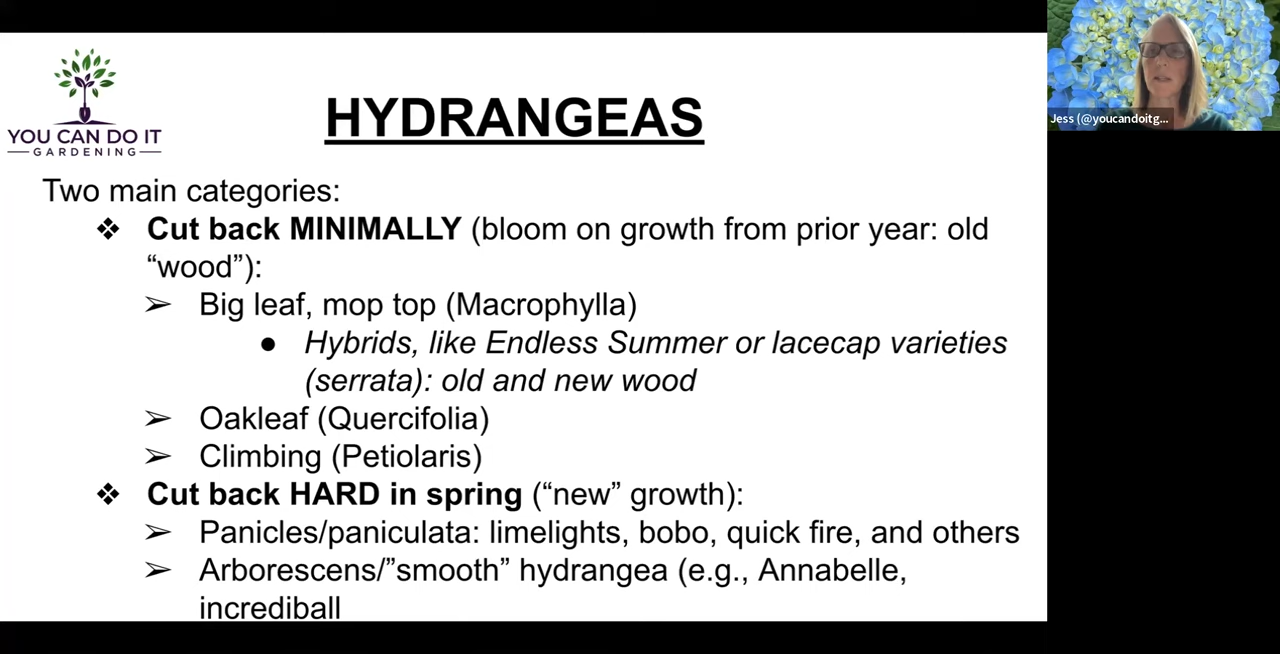 YOU CAN DO IT
GARDENING
HYDRANGEAS
Jess (@youcandoitg...
Two main categories:
❖ Cut back MINIMALLY (bloom on growth from prior year: old
“wood”):
➢ Big leaf, mop top (Macrophylla)
● Hybrids, like Endless Summer or lacecap varieties
(serrata): old and new wood
➢ Oakleaf (Quercifolia)
➢ Climbing (Petiolaris)
❖ Cut back HARD in spring (“new” growth):
➢ Panicles/paniculata: limelights, bobo, quick fire, and others
➢ Arborescens/”smooth” hydrangea (e.g., Annabelle,
incrediball